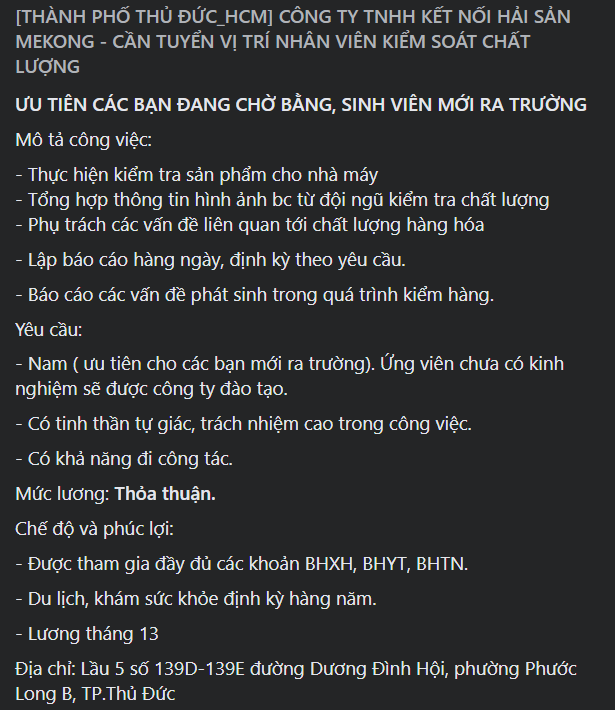 [THÀNH PHỐ THỦ ĐỨC_HCM] CÔNG TY TNHH KẾT NỐI HẢI SẢN
MEKONG - CẦN TUYỂN VỊ TRÍ NHÂN VIÊN KIỂM SOÁT CHẤT
LƯỢNG
ƯU TIÊN CÁC BẠN ĐANG CHỜ BẰNG, SINH VIÊN MỚI RA TRƯỜNG
Mô tả công việc:
- Thực hiện kiểm tra sản phẩm cho nhà máy
- Tổng hợp thông tin hình ảnh bc từ đội ngũ kiểm tra chất lượng
- Phụ trách các vấn đề liên quan tới chất lượng hàng hóa
- Lập báo cáo hàng ngày, định kỳ theo yêu cầu.
- Báo cáo các vấn đề phát sinh trong quá trình kiểm hàng.
Yêu cầu:
- Nam ( ưu tiên cho các bạn mới ra trường). Ứng viên chưa có kinh
nghiệm sẽ được công ty đào tạo.
- Có tinh thần tự giác, trách nhiệm cao trong công việc.
- Có khả năng đi công tác.
Mức lương: Thỏa thuận.
Chế độ và phúc lợi:
- Được tham gia đầy đủ các khoản BHXH, BHYT, BHTN.
- Du lịch, khám sức khỏe định kỳ hàng năm.
- Lương tháng 13
Địa chỉ: Lầu 5 số 139D-139E đường Dương Đình Hội, phường Phước
Long B, TP.Thủ Đức